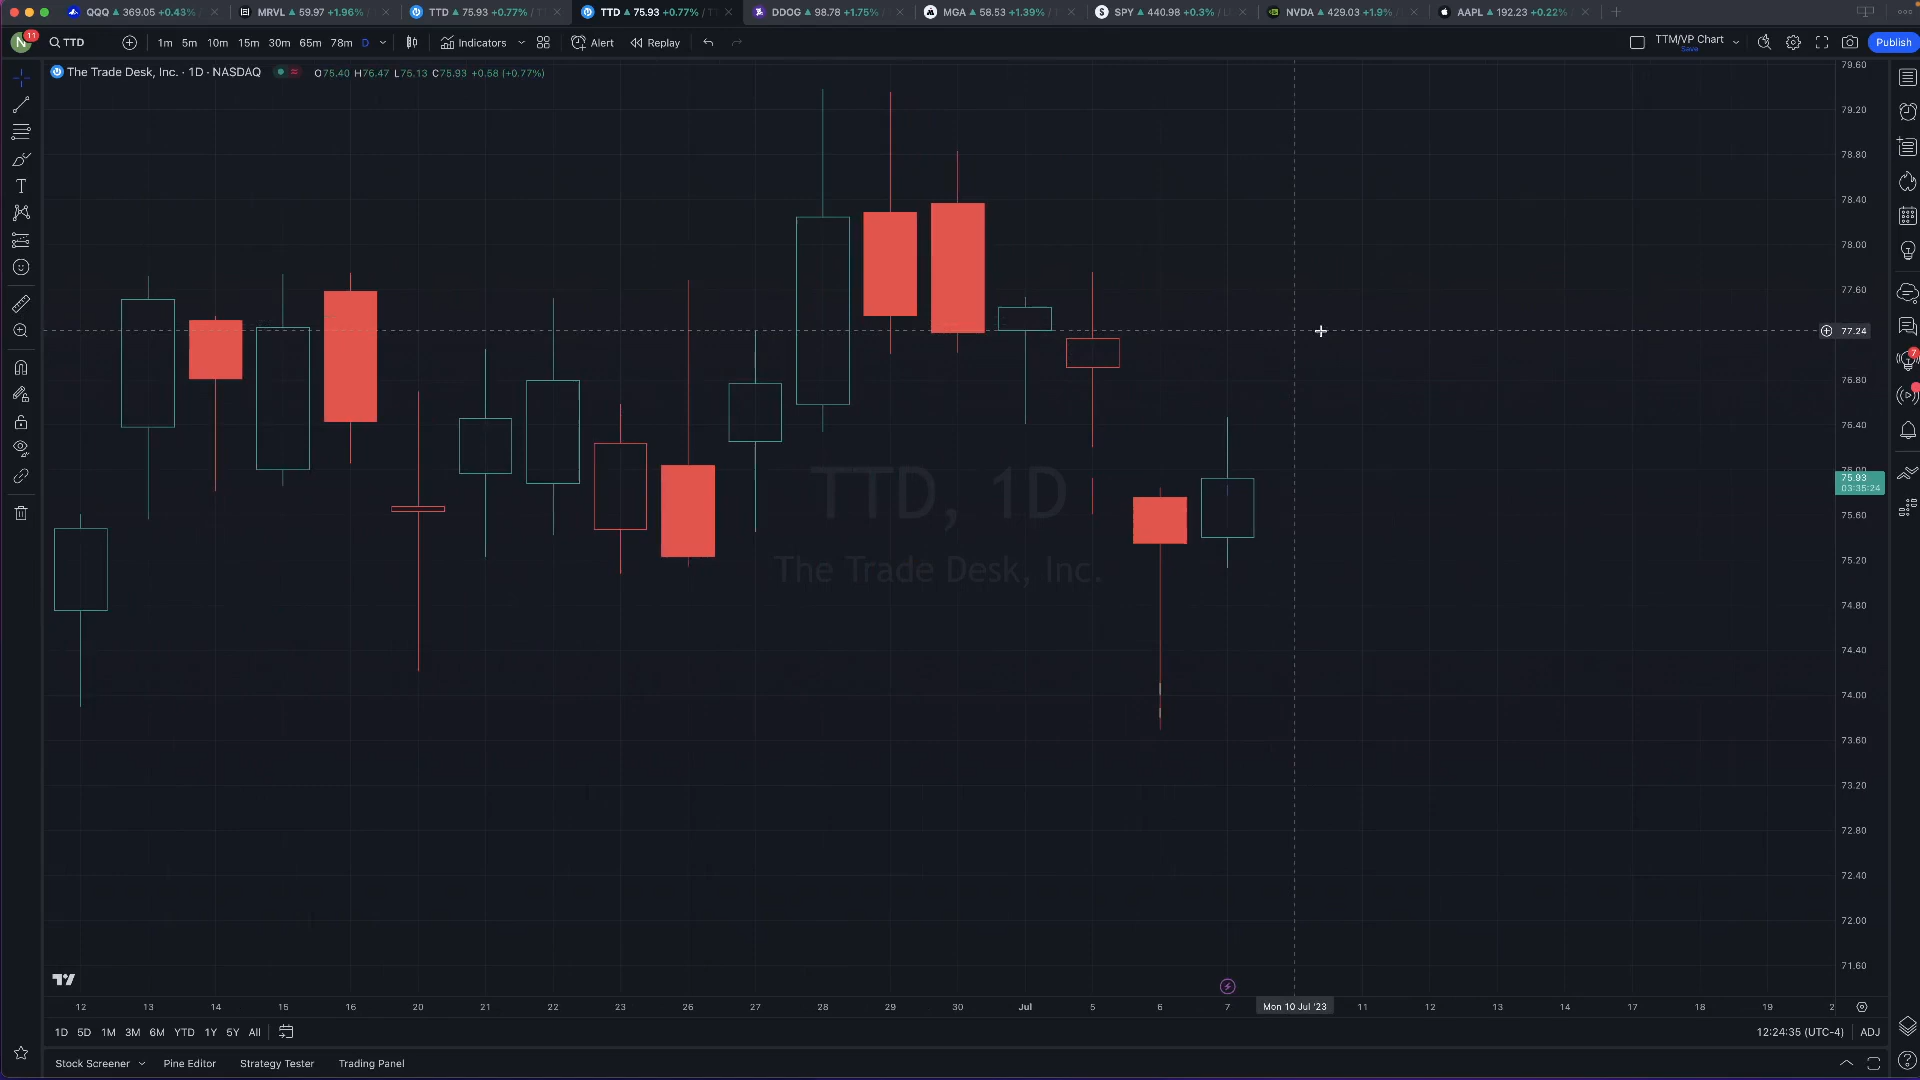 QQQ ▲ 369.05 +0.43%
MRVL ▲ 59.97 +1.96% /
TTD ▲ 75.93 +0.77% / T
TTD ▲ 75.93 +0.77% / T
DDOG ▲ 98.78 +1.75% /
MGA ▲ 58.53 +1.39% /
SPY ▲ 440.98 +0.3% /
NVDA ▲ 429.03 +1.9% /
AAPL ▲ 192.23 +0.22% /
N 11
TTD
1m 5m 10m 15m 30m 65m 78m D
Indicators
Alert
Replay
TTM/VP Chart
Save
Publish
The Trade Desk, Inc. · 1D · NASDAQ
O75.40 H76.47 L75.13 C75.93 +0.58 (+0.77%)
79.60
79.20
78.80
78.40
78.00
77.60
77.24
76.80
76.40
76.00
75.93
03:35:24
75.60
75.20
74.80
74.40
74.00
73.60
73.20
72.80
72.40
72.00
71.60
7
TTD, 1D
The Trade Desk, Inc.
12 13 14 15 16 20 21 22 23 26 27 28 29 30 Jul 5 6 7 Mon 10 Jul '23 11 12 13 14 17 18 19 2
1D 5D 1M 3M 6M YTD 1Y 5Y All
12:24:35 (UTC-4) ADJ
Stock Screener
Pine Editor
Strategy Tester
Trading Panel